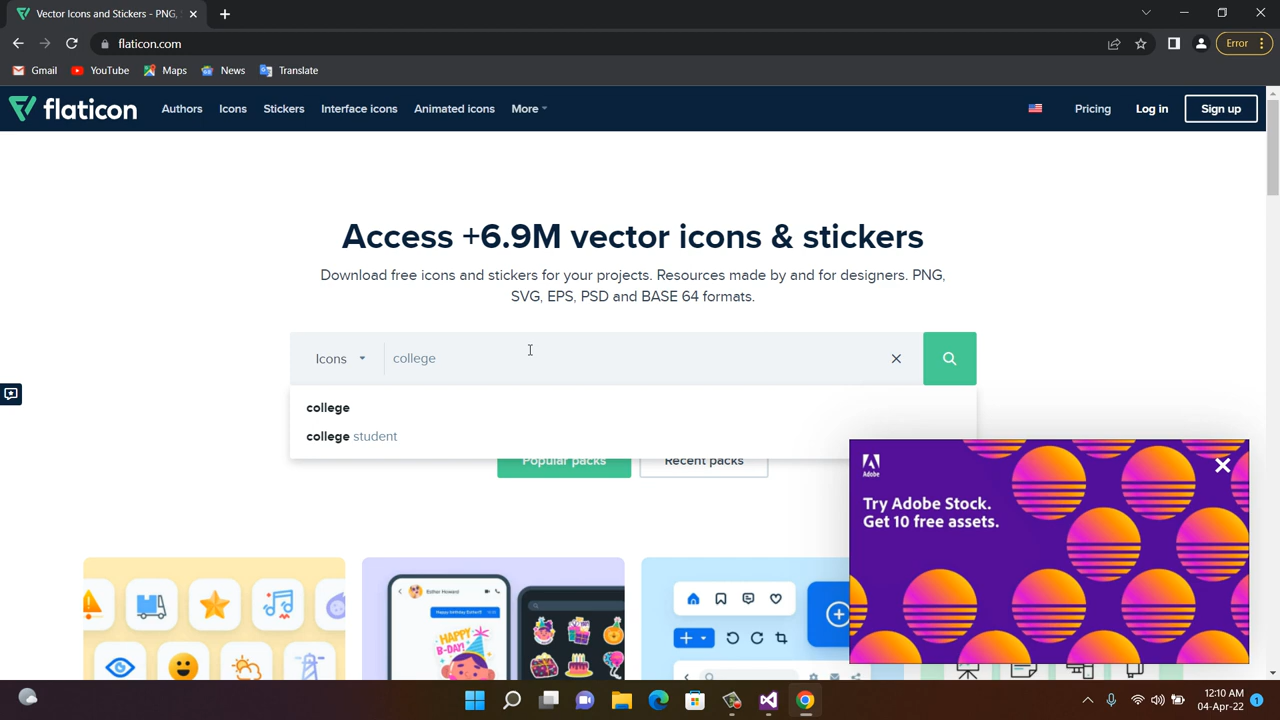 Vector Icons and Stickers - PNG,
flaticon.com
Error
Gmail YouTube Maps News Translate
flaticon Authors Icons Stickers Interface icons Animated icons More Pricing Log in Sign up
Access +6.9M vector icons & stickers
Download free icons and stickers for your projects. Resources made by and for designers. PNG,
SVG, EPS, PSD and BASE 64 formats.
Icons college
college
college student
Popular packs Recent packs
Adobe
Try Adobe Stock.
Get 10 free assets.
Esther Howard
HAPPY
B-DAY!
12:10 AM
04-Apr-22
1